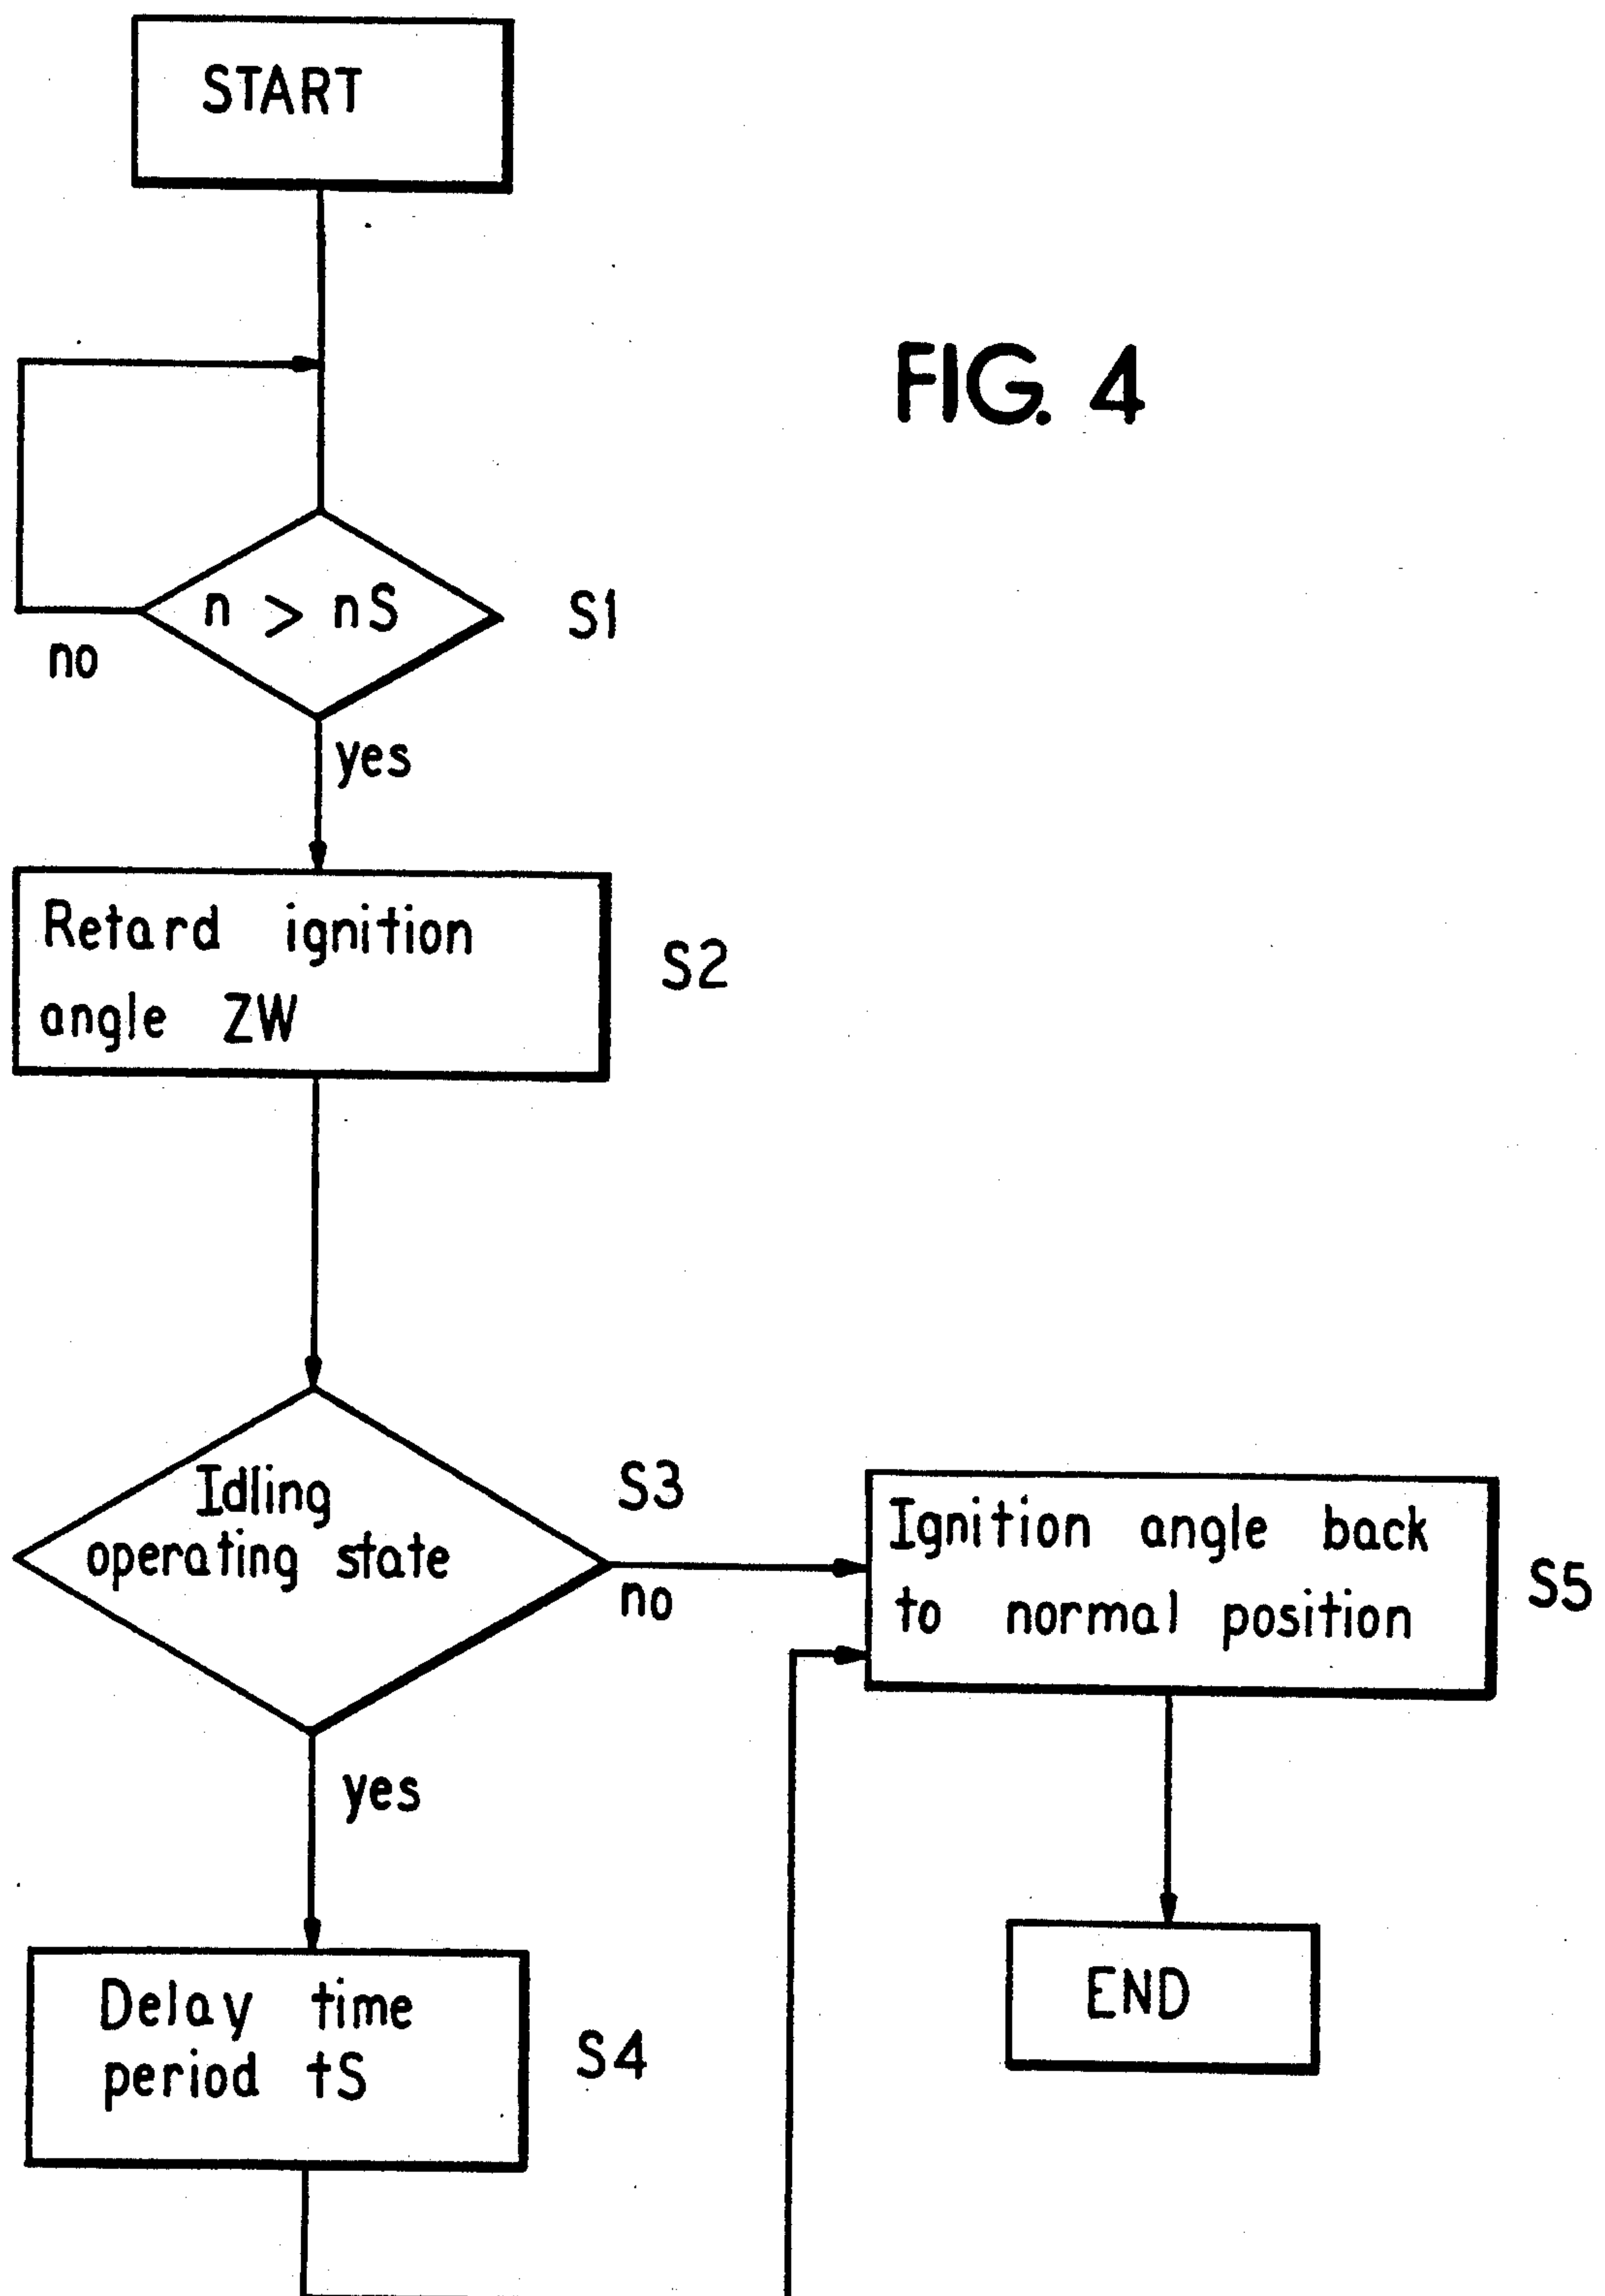 START
FIG. 4
n > nS
S1
no
yes
Retard ignition
angle ZW
S2
Idling
operating state
S3
no
Ignition angle back
to normal position
S5
yes
Delay time
period tS
S4
END